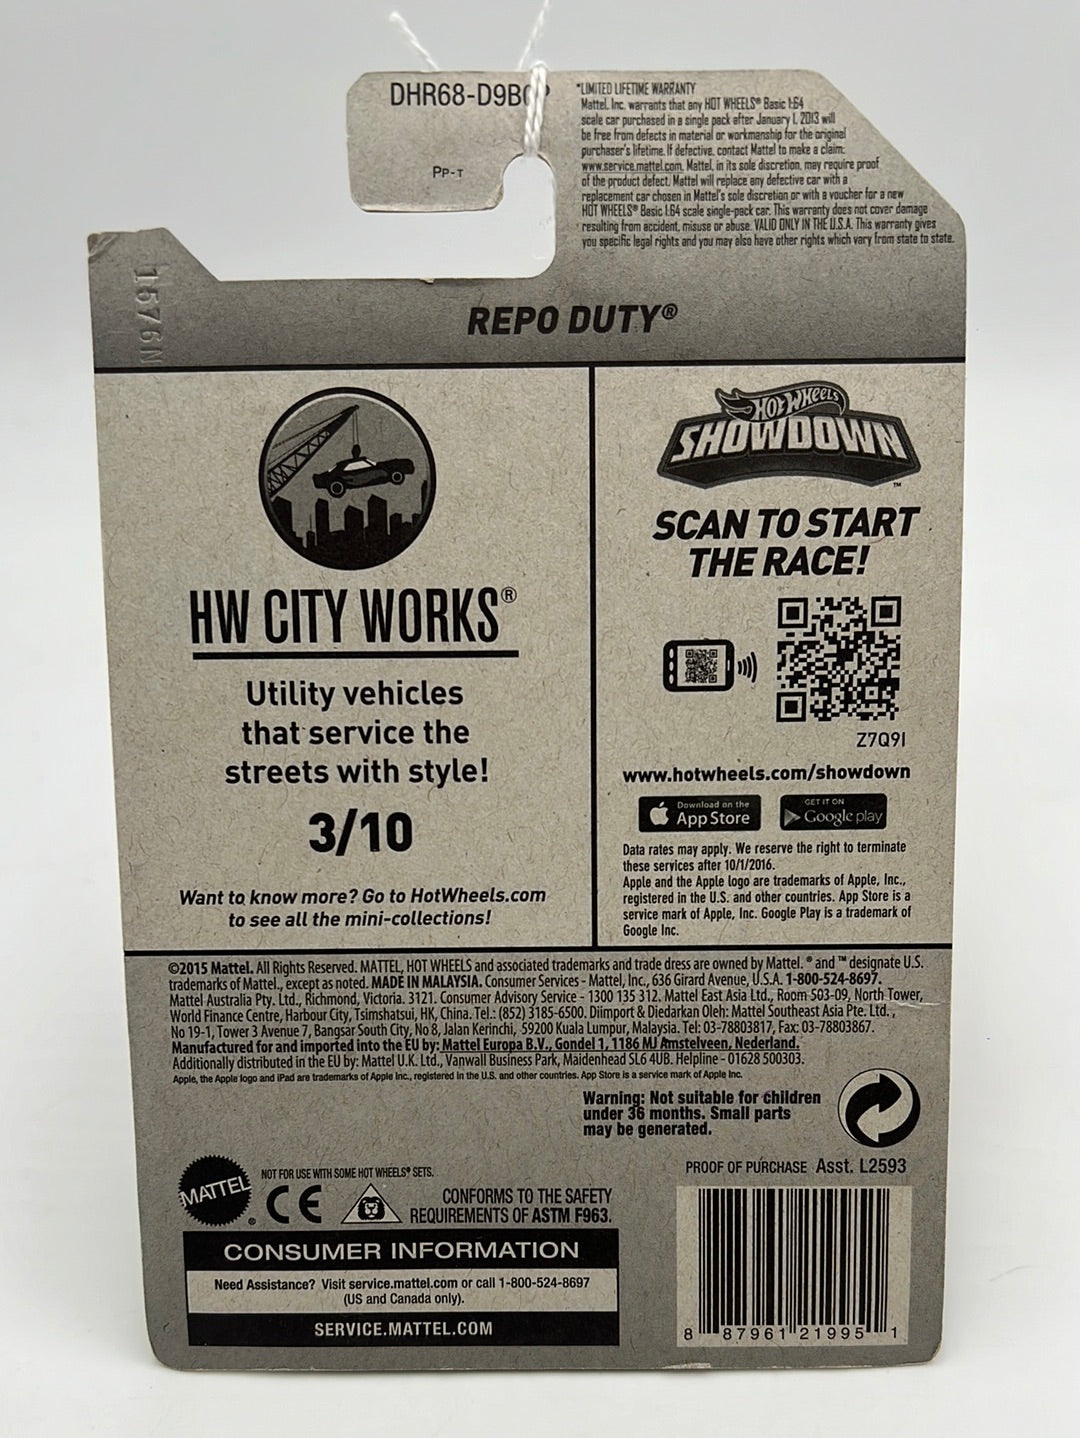 DHR68-D9B0
PP-T
*LIMITED LIFETIME WARRANTY
Mattel, Inc. warrants that any HOT WHEELS® Basic 1:64
scale car purchased in a single pack after January 1, 2013 will
be free from defects in material or workmanship for the original
purchaser's lifetime. If defective, contact Mattel to make a claim:
www.service.mattel.com. Mattel, in its sole discretion, may require proof
of the product defect. Mattel will replace any defective car with a
replacement car chosen in Mattel's sole discretion or with a voucher for a new
HOT WHEELS® Basic 1:64 scale single-pack car. This warranty does not cover damage
resulting from accident, misuse or abuse. VALID ONLY IN THE U.S.A. This warranty gives
you specific legal rights and you may also have other rights which vary from state to state.
1576N
REPO DUTY®
HW CITY WORKS®
Utility vehicles
that service the
streets with style!
3/10
Want to know more? Go to HotWheels.com
to see all the mini-collections!
HOT WHEELS
SHOWDOWN™
SCAN TO START
THE RACE!
Z7Q9I
www.hotwheels.com/showdown
Download on the
App Store
GET IT ON
Google play
Data rates may apply. We reserve the right to terminate
these services after 10/1/2016.
Apple and the Apple logo are trademarks of Apple, Inc.,
registered in the U.S. and other countries. App Store is a
service mark of Apple, Inc. Google Play is a trademark of
Google Inc.
©2015 Mattel. All Rights Reserved. MATTEL, HOT WHEELS and associated trademarks and trade dress are owned by Mattel. ® and ™ designate U.S.
trademarks of Mattel., except as noted. MADE IN MALAYSIA. Consumer Services - Mattel, Inc., 636 Girard Avenue, U.S.A. 1-800-524-8697.
Mattel Australia Pty. Ltd., Richmond, Victoria. 3121. Consumer Advisory Service - 1300 135 312. Mattel East Asia Ltd., Room 503-09, North Tower,
World Finance Centre, Harbour City, Tsimshatsui, HK, China. Tel.: (852) 3185-6500. Diimport & Diedarkan Oleh: Mattel Southeast Asia Pte. Ltd.,
No 19-1, Tower 3 Avenue 7, Bangsar South City, No 8, Jalan Kerinchi, 59200 Kuala Lumpur, Malaysia. Tel: 03-78803817, Fax: 03-78803867.
Manufactured for and imported into the EU by: Mattel Europa B.V., Gondel 1, 1186 MJ Amstelveen, Nederland.
Additionally distributed in the EU by: Mattel U.K. Ltd., Vanwall Business Park, Maidenhead SL6 4UB. Helpline - 01628 500303.
Apple, the Apple logo and iPad are trademarks of Apple Inc., registered in the U.S. and other countries. App Store is a service mark of Apple Inc.
Warning: Not suitable for children
under 36 months. Small parts
may be generated.
PROOF OF PURCHASE Asst. L2593
MATTEL®
NOT FOR USE WITH SOME HOT WHEELS® SETS.
CE
CONFORMS TO THE SAFETY
REQUIREMENTS OF ASTM F963.
CONSUMER INFORMATION
Need Assistance? Visit service.mattel.com or call 1-800-524-8697
(US and Canada only).
SERVICE.MATTEL.COM
8 87961 21995 1